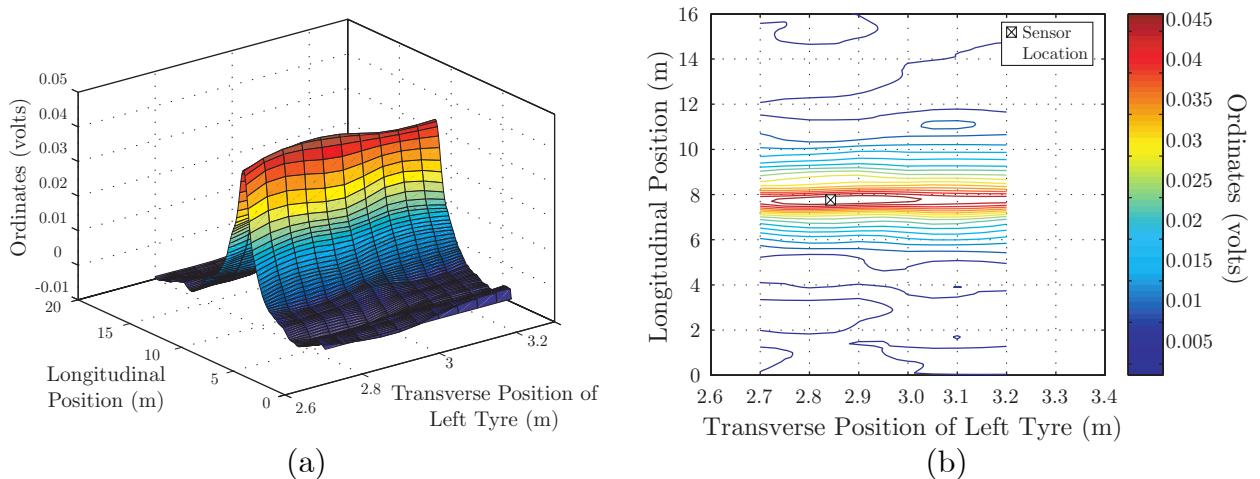 0.05
0.04
0.03
0.02
0.01
0
-0.01
Ordinates (volts)
20
15
10
5
0
Longitudinal
Position (m)
2.6
2.8
3
3.2
Transverse Position of
Left Tyre (m)
(a)
16
14
12
10
8
6
4
2
0
Longitudinal Position (m)
2.6 2.7 2.8 2.9 3.0 3.1 3.2 3.3 3.4
Transverse Position of Left Tyre (m)
Sensor
Location
0.045
0.04
0.035
0.03
0.025
0.02
0.015
0.01
0.005
Ordinates (volts)
(b)